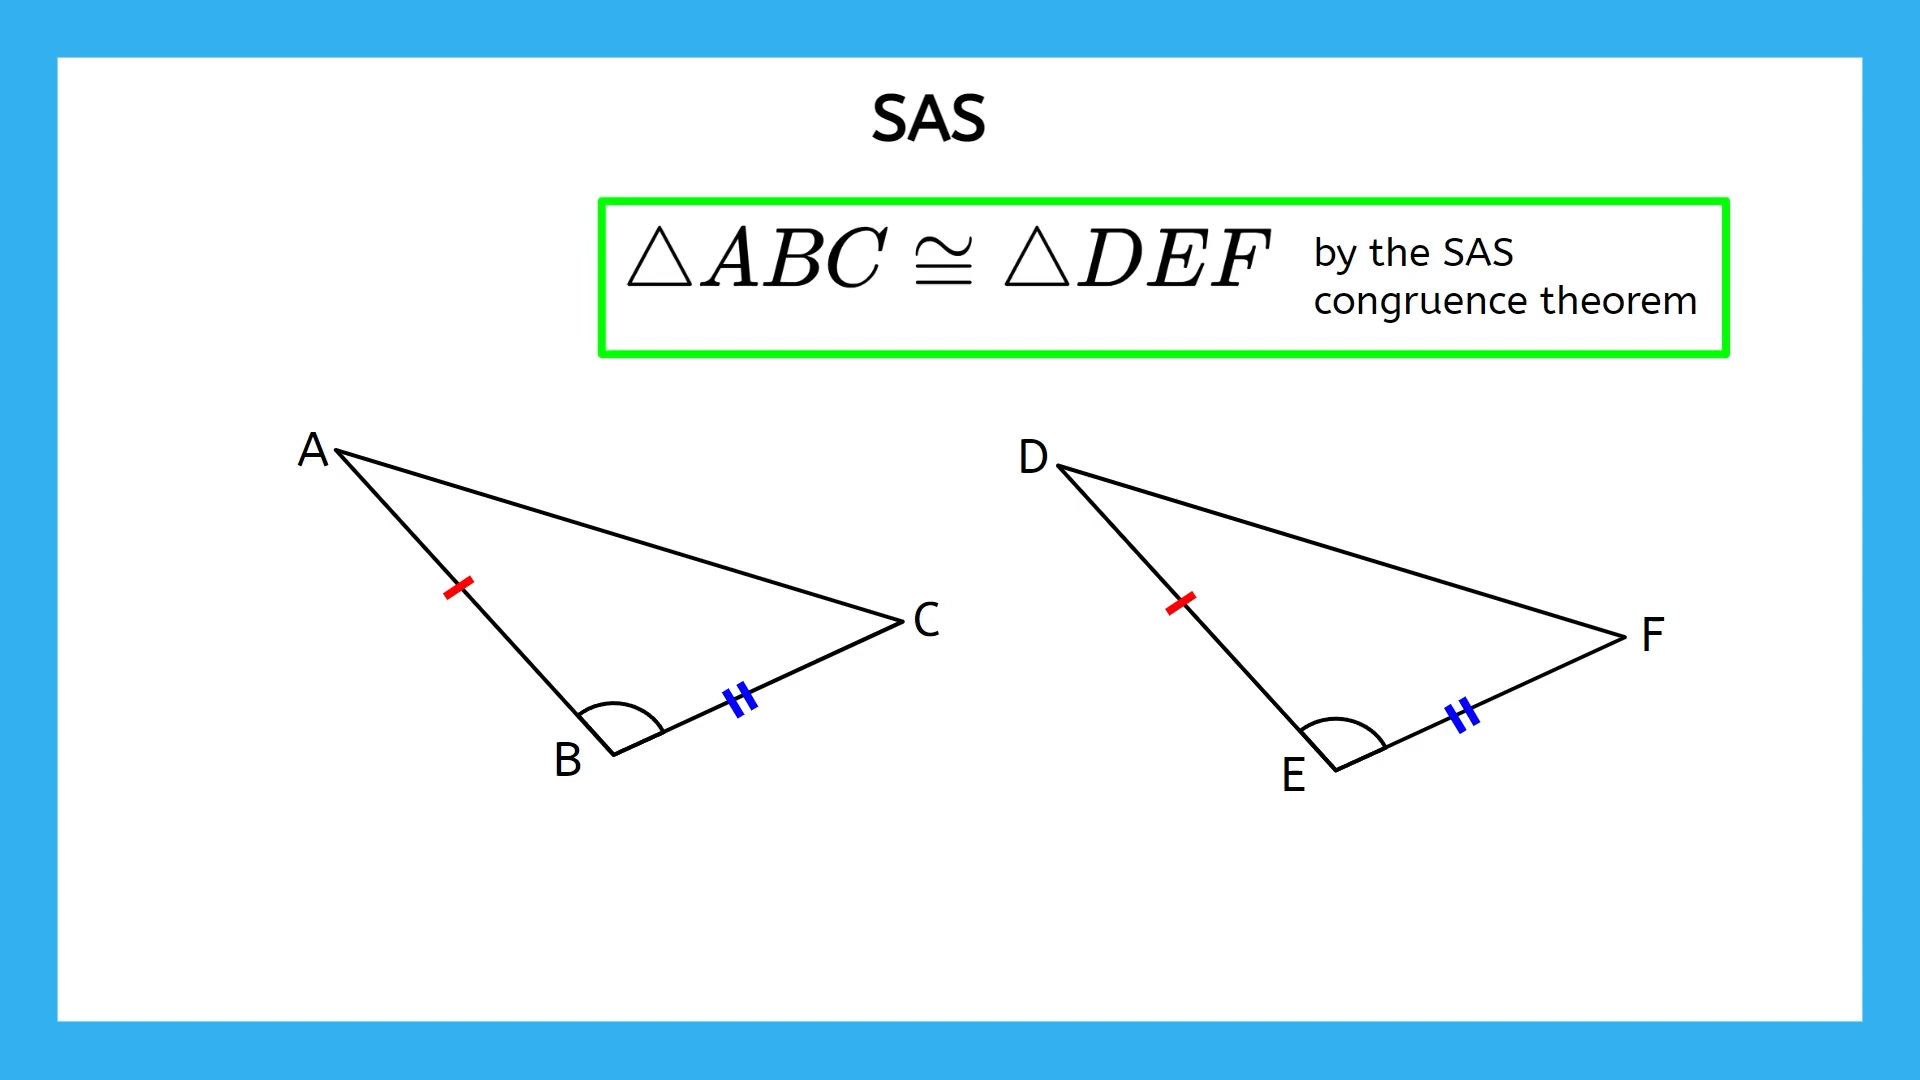 SAS
△ABC ≅ △DEF
by the SAS
congruence theorem
A
D
C
F
B
E